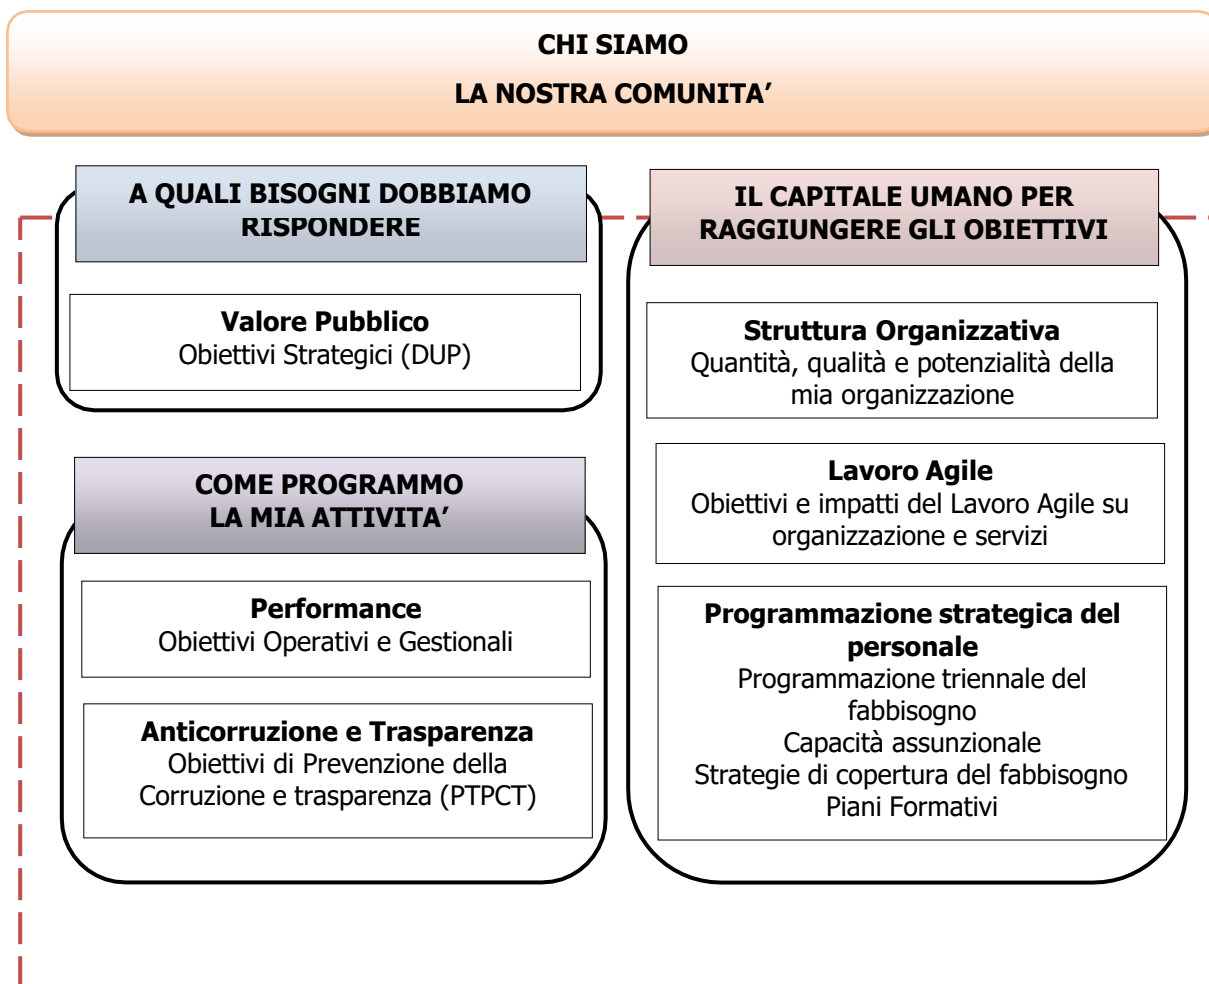 CHI SIAMO
LA NOSTRA COMUNITA’
A QUALI BISOGNI DOBBIAMO
RISPONDERE
Valore Pubblico
Obiettivi Strategici (DUP)
COME PROGRAMMO
LA MIA ATTIVITA’
Performance
Obiettivi Operativi e Gestionali
Anticorruzione e Trasparenza
Obiettivi di Prevenzione della
Corruzione e trasparenza (PTPCT)
IL CAPITALE UMANO PER
RAGGIUNGERE GLI OBIETTIVI
Struttura Organizzativa
Quantità, qualità e potenzialità della
mia organizzazione
Lavoro Agile
Obiettivi e impatti del Lavoro Agile su
organizzazione e servizi
Programmazione strategica del
personale
Programmazione triennale del
fabbisogno
Capacità assunzionale
Strategie di copertura del fabbisogno
Piani Formativi